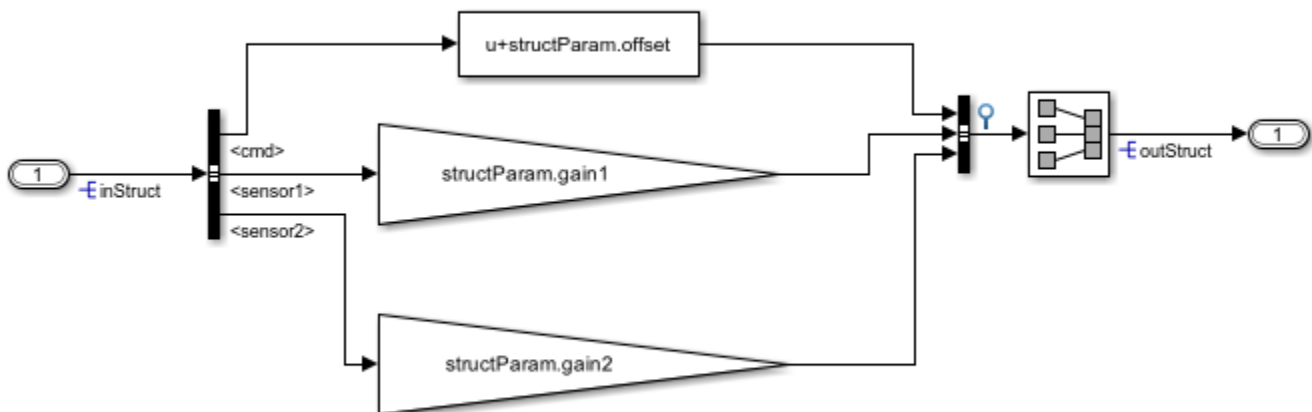 u+structParam.offset
<cmd>
1
inStruct
<sensor1>
structParam.gain1
<sensor2>
structParam.gain2
outStruct
1